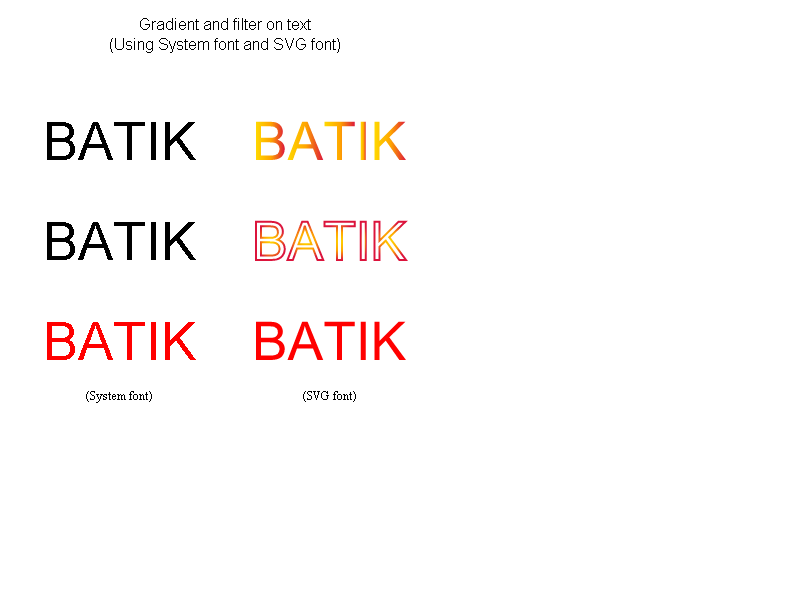 Gradient and filter on text
(Using System font and SVG font)
BATIK BATIK
BATIK BATIK
BATIK BATIK
(System font) (SVG font)